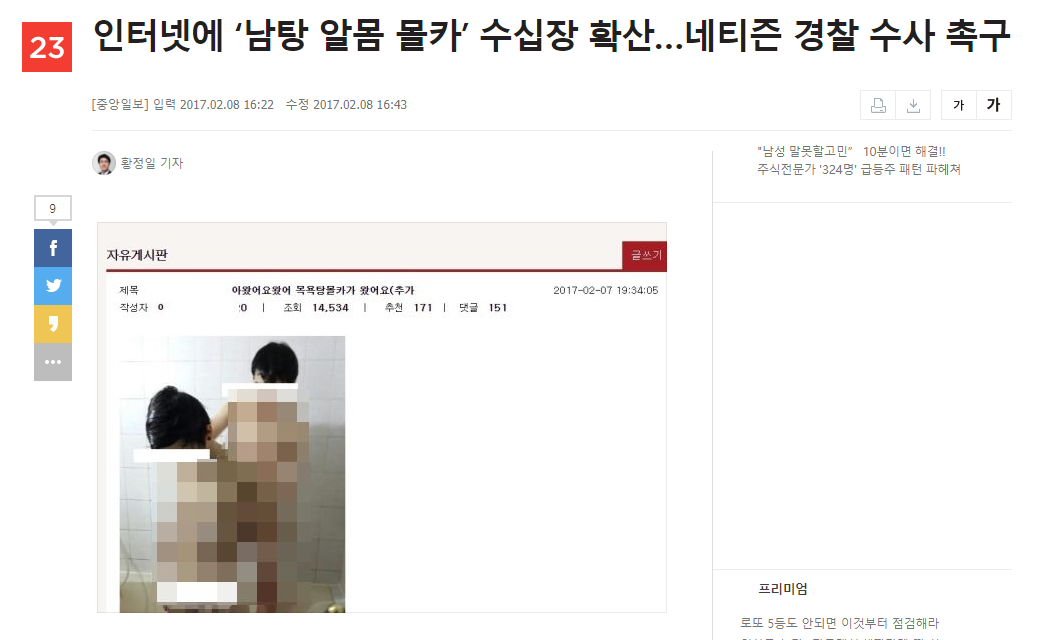 23
인터넷에 ‘남탕 알몸 몰카’ 수십장 확산…네티즌 경찰 수사 촉구
[중앙일보] 입력 2017.02.08 16:22 수정 2017.02.08 16:43
가 가
황정일 기자
"남성 말못할고민" 10분이면 해결!!
주식전문가 '324명' 급등주 패턴 파헤쳐
9
자유게시판 글쓰기
제목 아왔어요왔어 목욕탕몰카가 왔어요(추가 2017-02-07 19:34:05
작성자 0 :0 | 조회 14,534 | 추천 171 | 댓글 151
프리미엄
로또 5등도 안되면 이것부터 점검해라